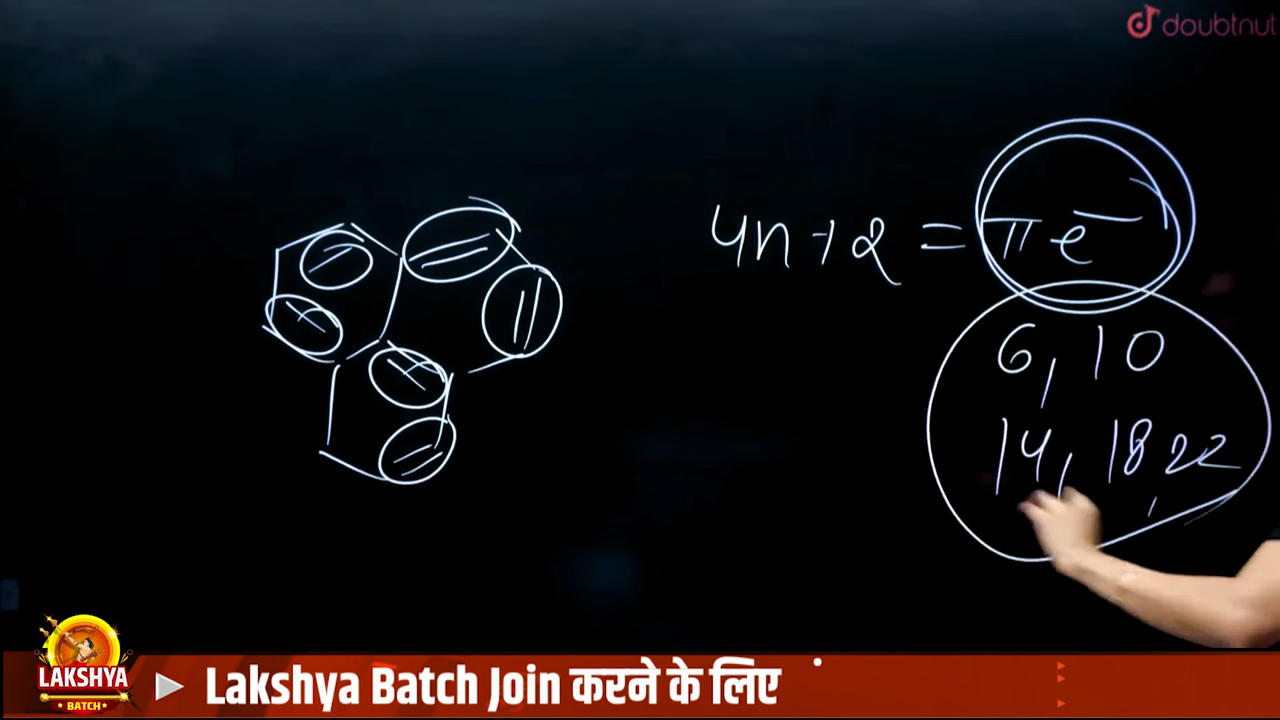 doubtnut
4n+2 = πe⁻
6, 10
14, 18, 22
LAKSHYA
BATCH
Lakshya Batch Join करने के लिए